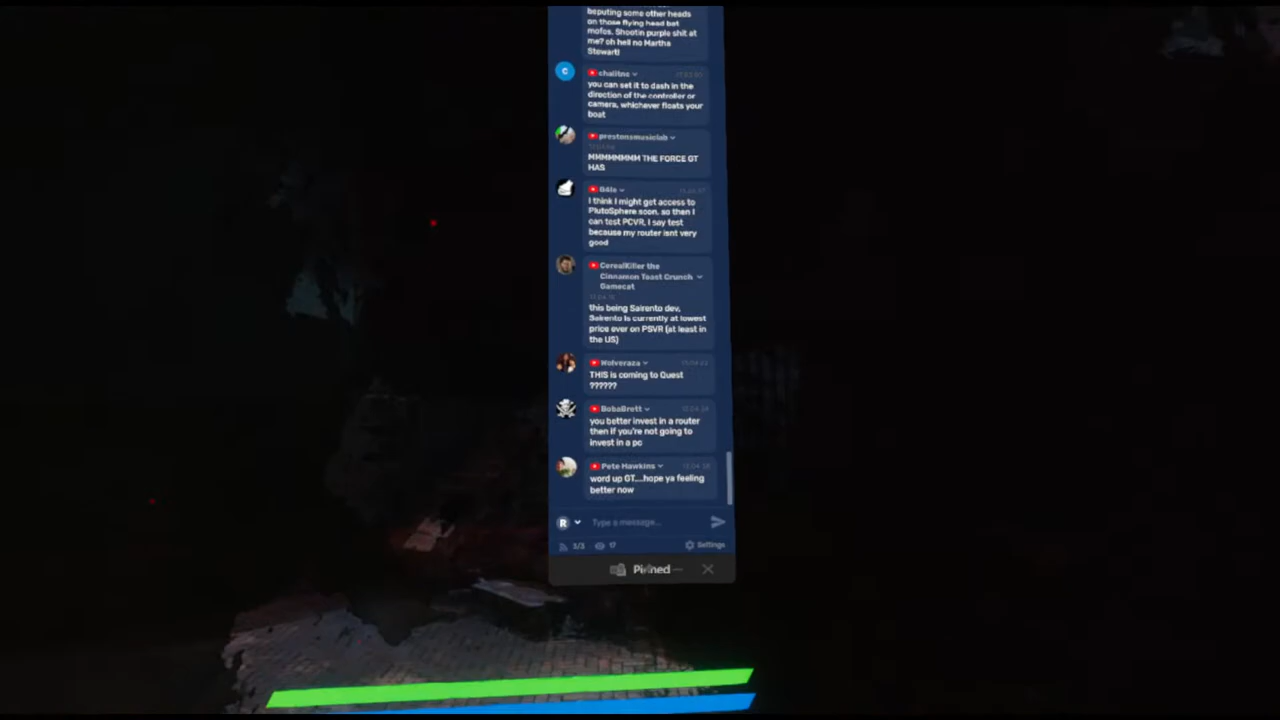 bsputing some other heads
on those flying head bat
mofos. Shootin purple shit at
me? oh hell no Martha
Stewart!
C
chalitne
you can set it to dash in the
direction of the controller or
camera, whichever floats your
boat
prestonsmusiclab
MMMMMMMM THE FORCE GT
HAS
I think I might get access to
PlutoSphere soon, so then I
can test PCVR. I say test
because my router isnt very
good
CerealKiller the
Cinnamon Toast Crunch
Gamecat
this being Sairento dev,
Sairento is currently at lowest
price ever on PSVR (at least in
the US)
Wolveraza
THIS is coming to Quest
??????
BobaBrett
you better invest in a router
then if you're not going to
invest in a pc
Pete Hawkins
word up GT....hope ya feeling
better now
R
Type a message...
3/3
17
Settings
Pinned